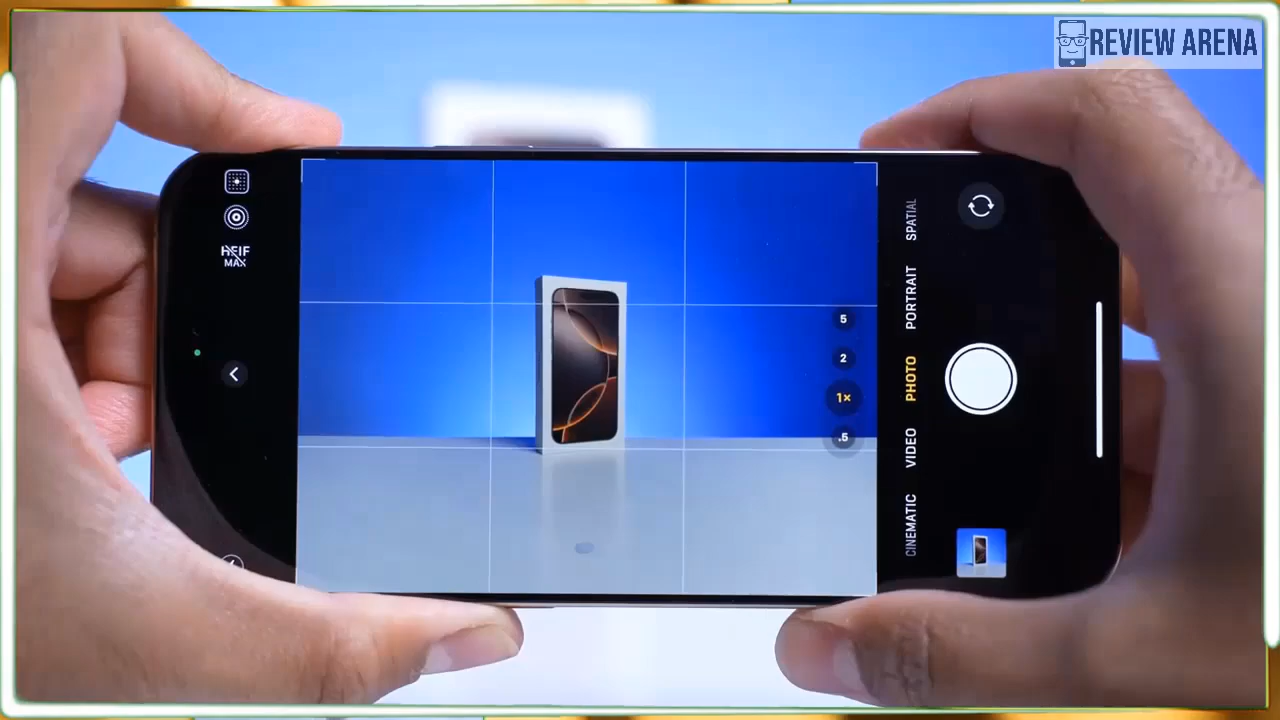 REVIEW ARENA
HEIF
MAX
5
2
1×
.5
SPATIAL
PORTRAIT
PHOTO
VIDEO
CINEMATIC